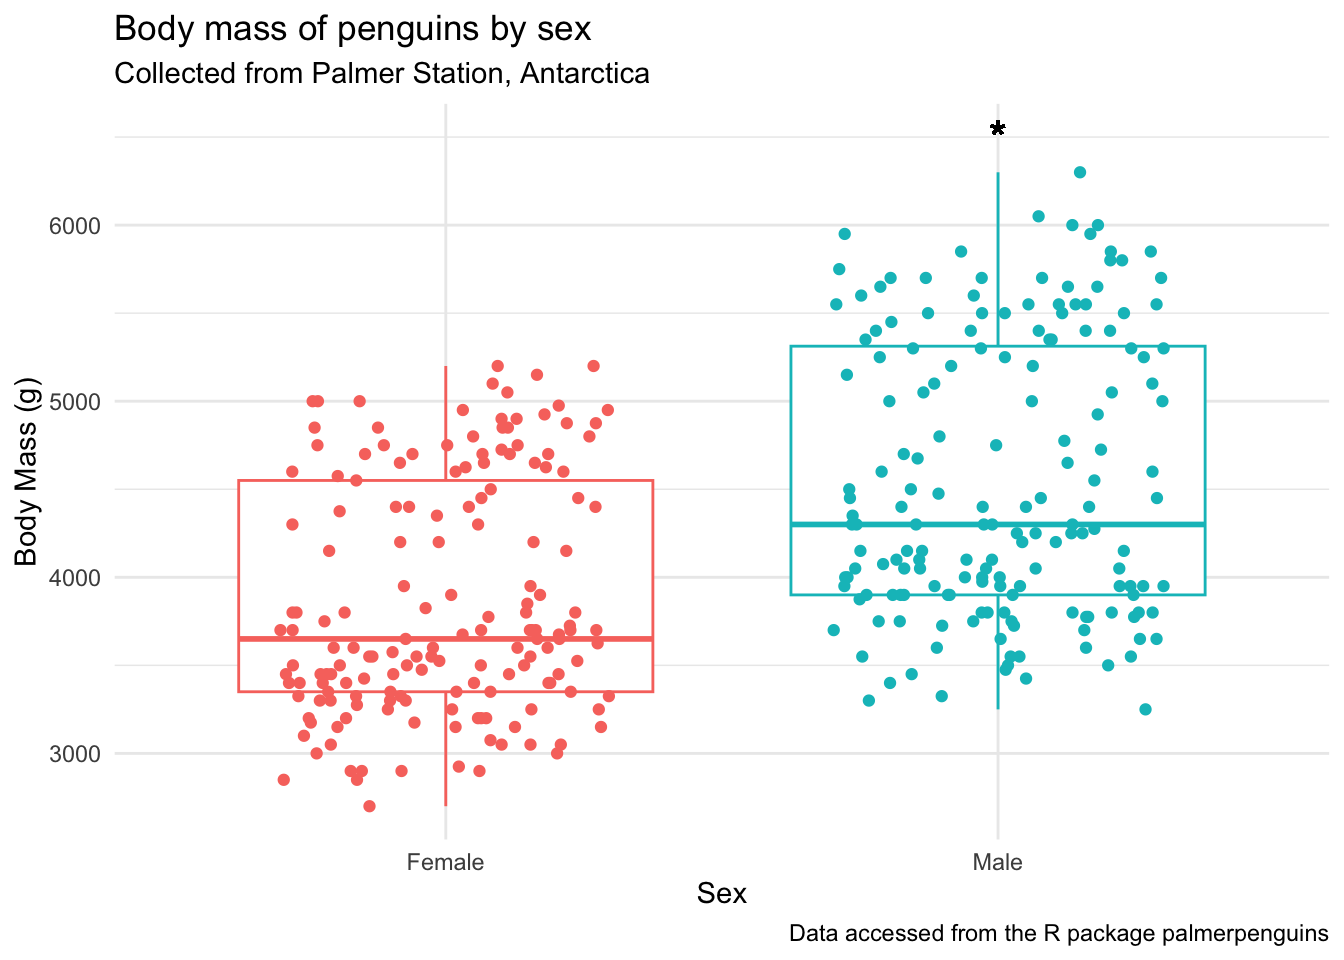 Body mass of penguins by sex
Collected from Palmer Station, Antarctica
*
6000
5000
4000
3000
Body Mass (g)
Female
Male
Sex
Data accessed from the R package palmerpenguins